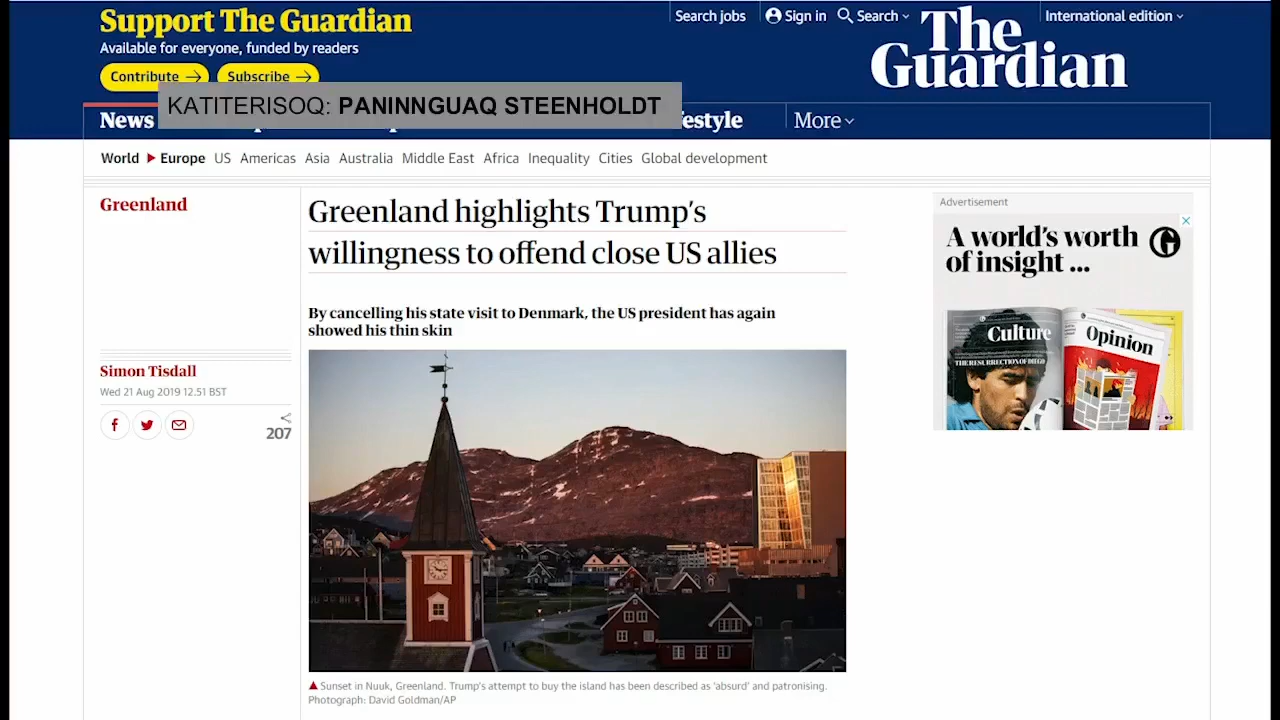 Support The Guardian
Available for everyone, funded by readers
Contribute →
Subscribe →
Search jobs
Sign in
Search
International edition
The
Guardian
KATITERISOQ: PANINNGUAQ STEENHOLDT
News
festyle
More
World
Europe
US
Americas
Asia
Australia
Middle East
Africa
Inequality
Cities
Global development
Greenland
Greenland highlights Trump's
willingness to offend close US allies
By cancelling his state visit to Denmark, the US president has again
showed his thin skin
Simon Tisdall
Wed 21 Aug 2019 12.51 BST
207
Advertisement
A world's worth
of insight ...
Culture
THE RESURRECTION OF DIEGO
Opinion
Sunset in Nuuk, Greenland. Trump's attempt to buy the island has been described as 'absurd' and patronising.
Photograph: David Goldman/AP